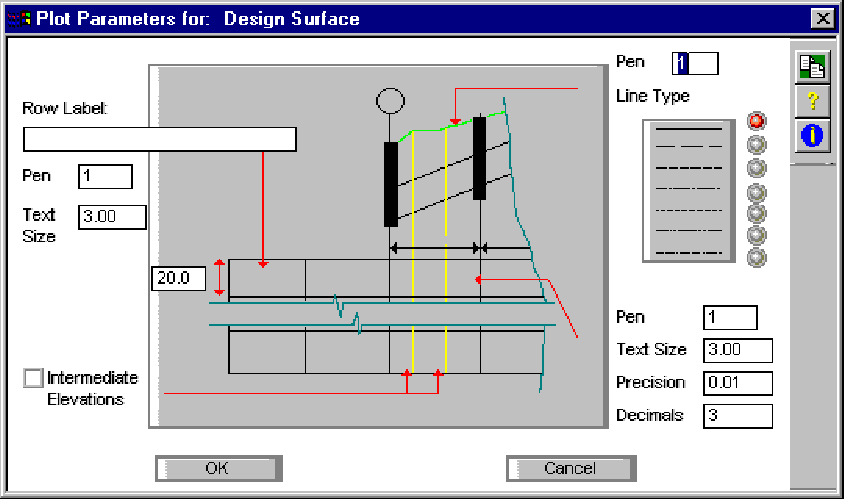 Plot Parameters for: Design Surface
Pen 1
Line Type
Row Label:
Pen 1
Text Size 3.00
20.0
Intermediate Elevations
Pen 1
Text Size 3.00
Precision 0.01
Decimals 3
OK
Cancel